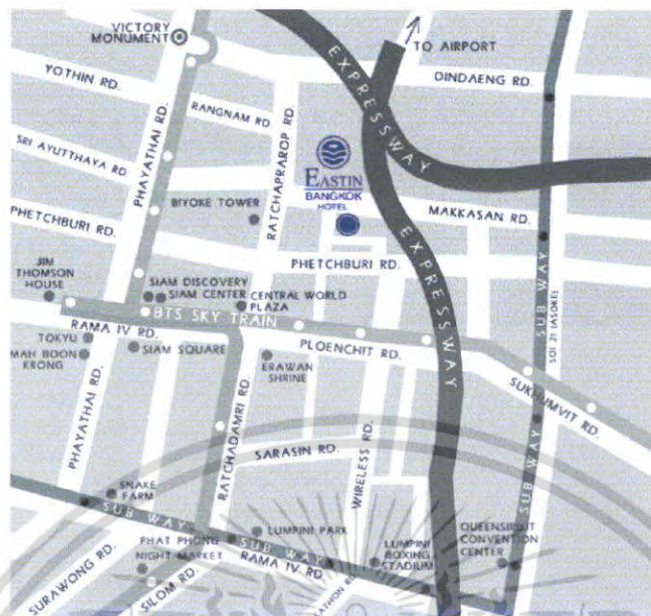 VICTORY
MONUMENT
TO AIRPORT
EXPRESSWAY
DINDAENG RD.
YOTHIN RD.
PHAYATHAI RD.
RANGNAM RD
RATCHAPRAROP RD.
SRI AYUTTHAYA RD.
EASTIN
BANGKOK
HOTEL
BIYOKE TOWER
MAKKASAN RD.
PHETCHBURI RD.
PHETCHBURI RD.
EXPRESSWAY
SUB WAY
SOI 21 (ASOKE)
JIM
THOMSON
HOUSE
SIAM DISCOVERY
SIAM CENTER
CENTRAL WORLD
PLAZA
BTS SKY TRAIN
RAMA IV RD.
PLOENCHIT RD.
TOKYU
MAH BOON
KRONG
SIAM SQUARE
ERAWAN
SHRINE
SUKHUMVIT RD.
PHAYATHAI RD.
RATCHADAMRI RD.
SARASIN RD.
WIRELESS RD.
SUB WAY
SNAKE
FARM
SUB WAY
PHAT PHONG
NIGHT MARKET
LUMPINI PARK
SUB WAY
RAMA IV RD.
LUMPINI
BOXING
STADIUM
QUEENSIRIJIT
CONVENTION
CENTER
SURAWONG RD.
SILOM RD.